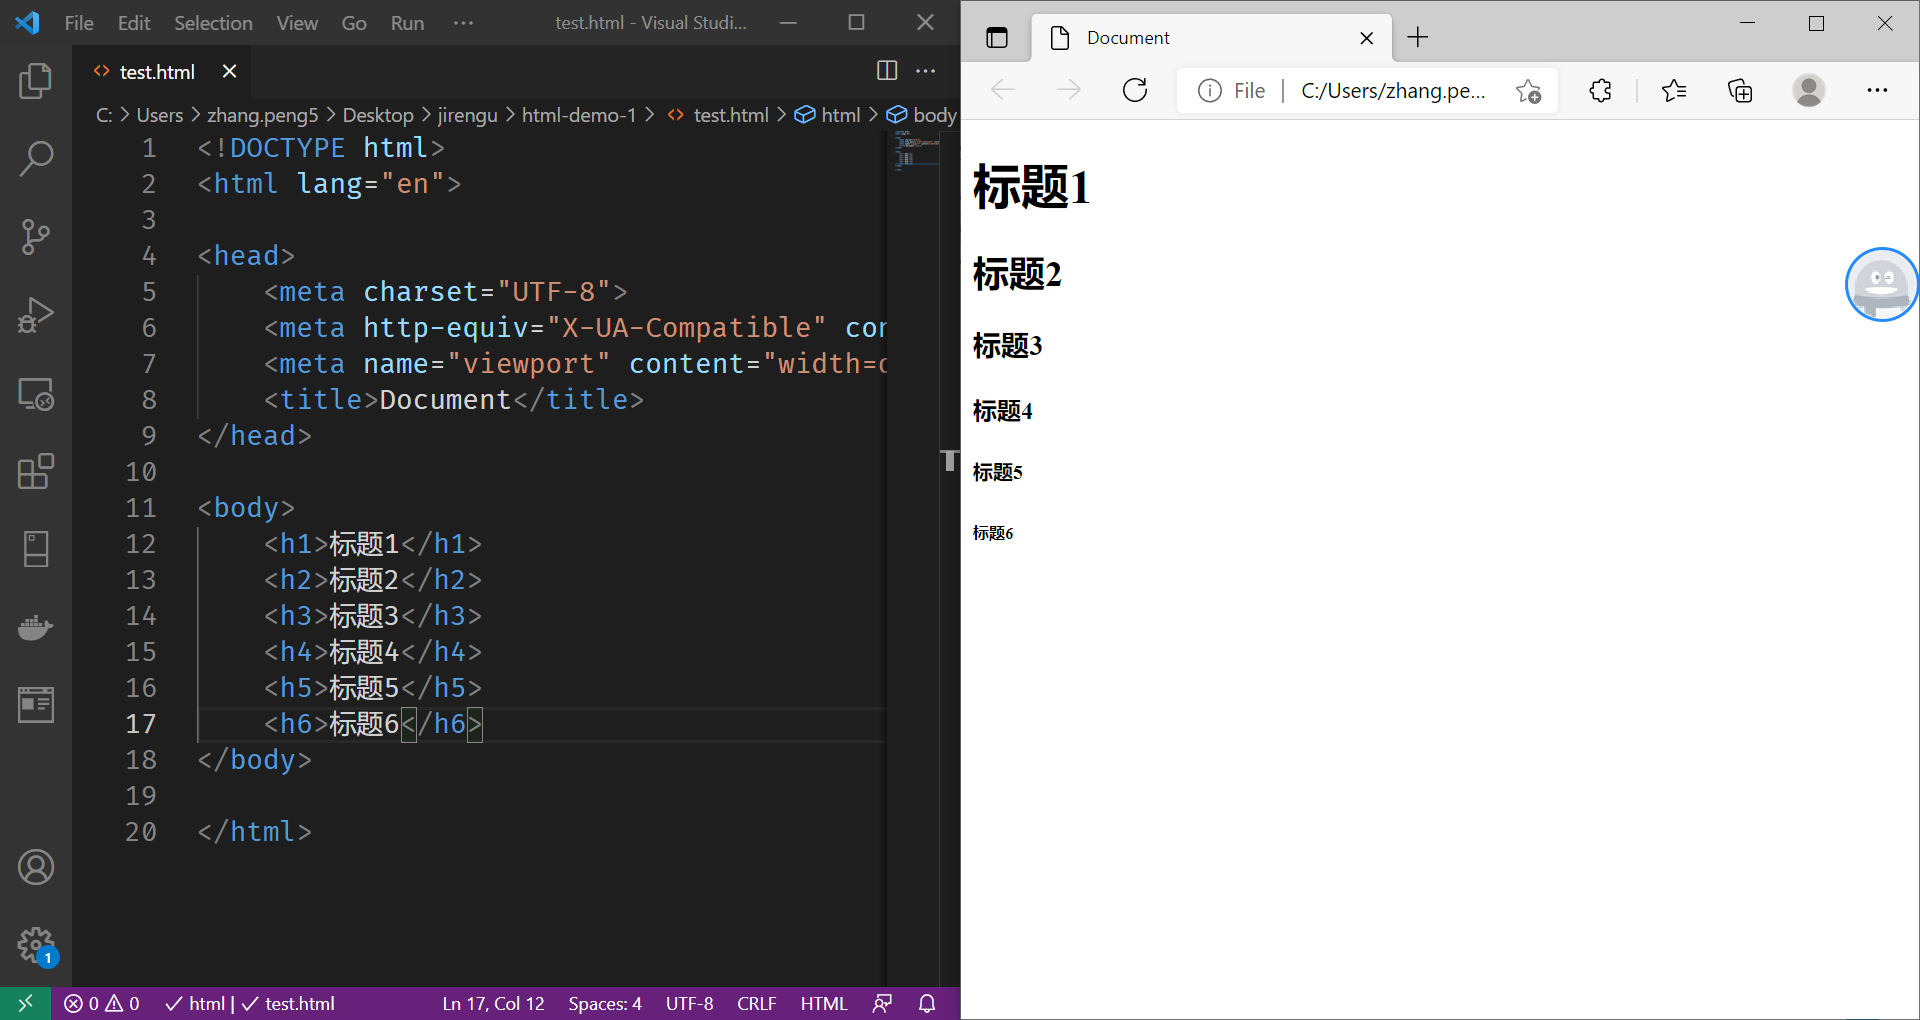 File Edit Selection View Go Run ··· test.html - Visual Studi...
test.html
C: > Users > zhang.peng5 > Desktop > jirengu > html-demo-1 > test.html > html > body
1 <!DOCTYPE html>
2 <html lang="en">
3
4 <head>
5 <meta charset="UTF-8">
6 <meta http-equiv="X-UA-Compatible" con
7 <meta name="viewport" content="width=d
8 <title>Document</title>
9 </head>
10
11 <body>
12 <h1>标题1</h1>
13 <h2>标题2</h2>
14 <h3>标题3</h3>
15 <h4>标题4</h4>
16 <h5>标题5</h5>
17 <h6>标题6</h6>
18 </body>
19
20 </html>
1
0 0 html | test.html Ln 17, Col 12 Spaces: 4 UTF-8 CRLF HTML
Document
File | C:/Users/zhang.pe...
标题1
标题2
标题3
标题4
标题5
标题6